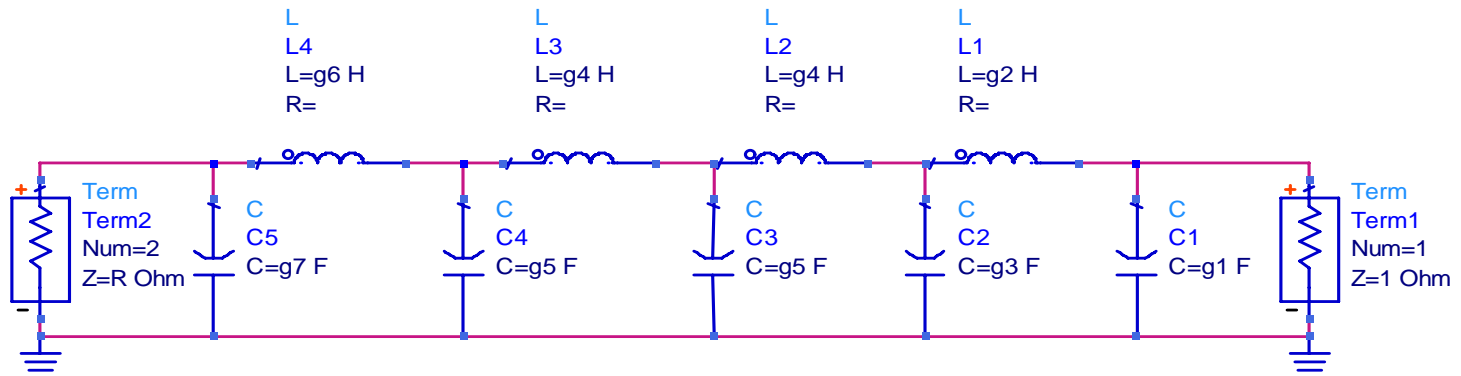 L
L4
L=g6 H
R=
L
L3
L=g4 H
R=
L
L2
L=g4 H
R=
L
L1
L=g2 H
R=
+
Term
Term2
Num=2
Z=R Ohm
-
C
C5
C=g7 F
C
C4
C=g5 F
C
C3
C=g5 F
C
C2
C=g3 F
C
C1
C=g1 F
+
Term
Term1
Num=1
Z=1 Ohm
-